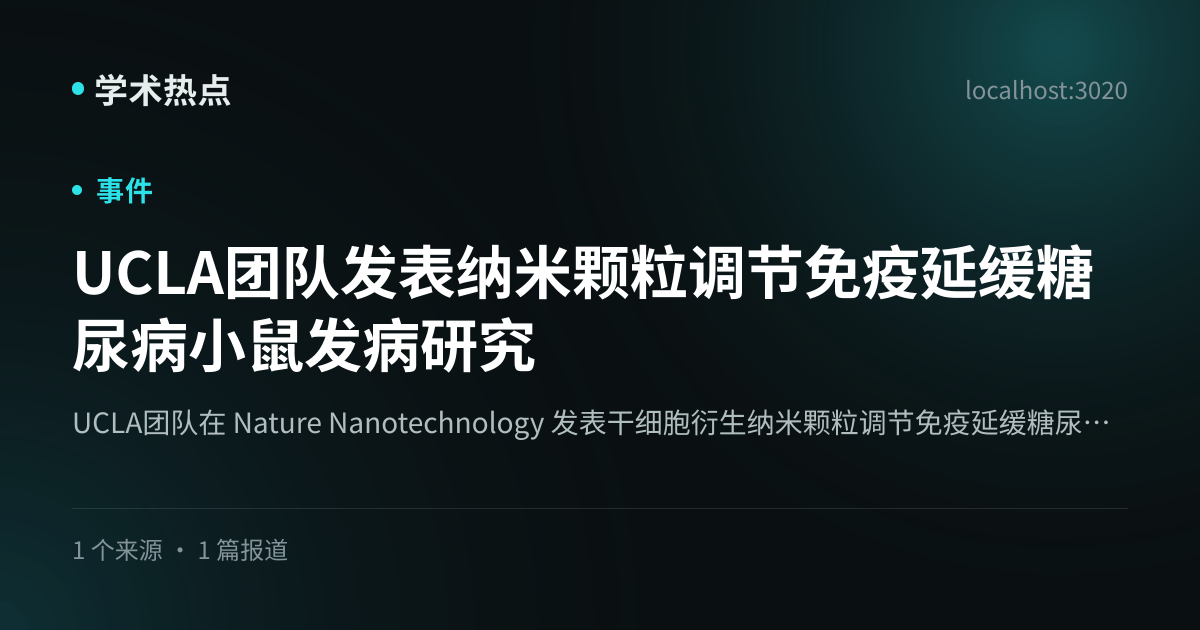 学术热点
localhost:3020
事件
UCLA团队发表纳米颗粒调节免疫延缓糖
尿病小鼠发病研究
UCLA团队在 Nature Nanotechnology 发表干细胞衍生纳米颗粒调节免疫延缓糖尿…
1 个来源 · 1 篇报道